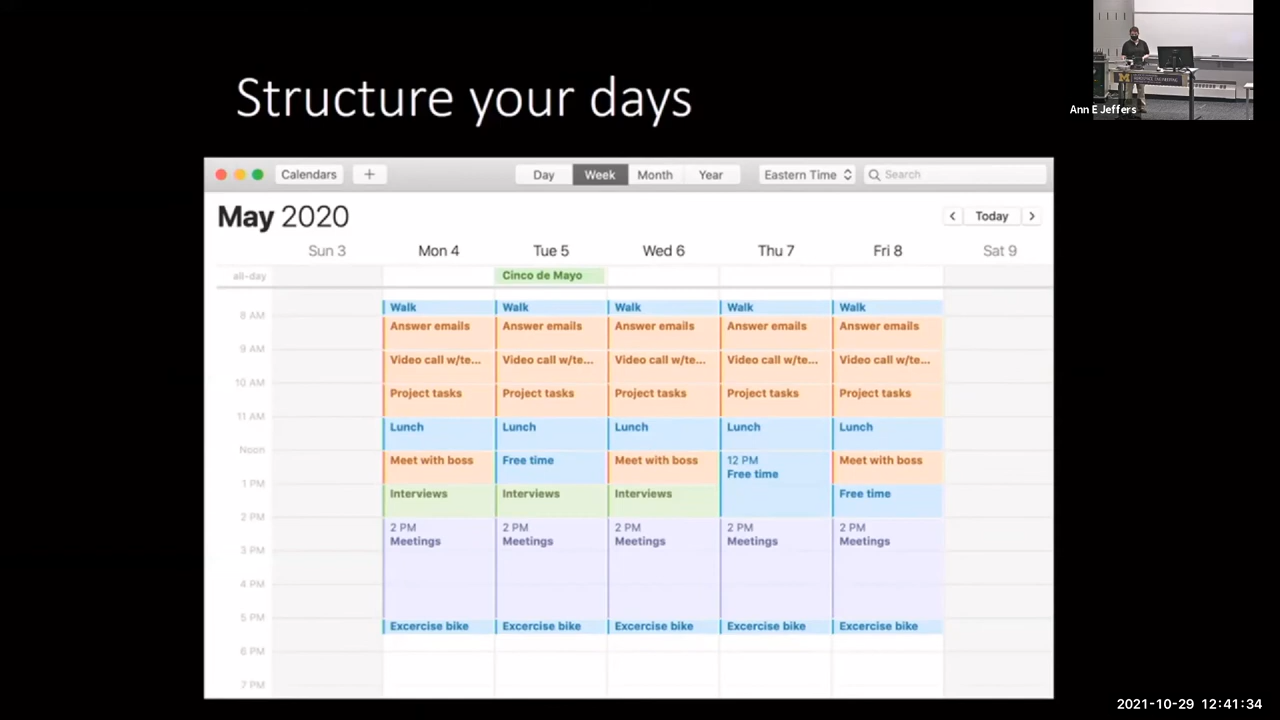 Structure your days
Ann E Jeffers
M
Calendars + Day Week Month Year Eastern Time Search
May 2020
< Today >
Sun 3 Mon 4 Tue 5 Wed 6 Thu 7 Fri 8 Sat 9
all-day Cinco de Mayo
Walk Walk Walk Walk Walk
8 AM
Answer emails Answer emails Answer emails Answer emails Answer emails
9 AM
Video call w/te... Video call w/te... Video call w/te... Video call w/te... Video call w/te...
10 AM
Project tasks Project tasks Project tasks Project tasks Project tasks
11 AM
Lunch Lunch Lunch Lunch Lunch
Noon
Meet with boss Free time Meet with boss 12 PM Meet with boss
Free time
1 PM
Interviews Interviews Interviews Free time
2 PM
2 PM 2 PM 2 PM 2 PM 2 PM
Meetings Meetings Meetings Meetings Meetings
3 PM
4 PM
5 PM
Excercise bike Excercise bike Excercise bike Excercise bike Excercise bike
6 PM
7 PM
2021-10-29 12:41:34